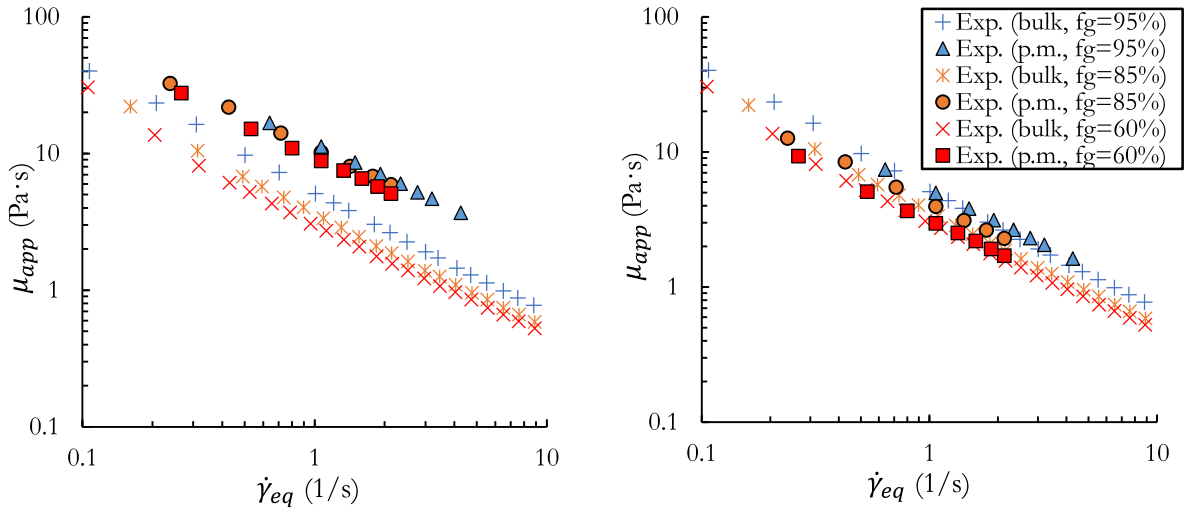 100
10
1
0.1
0.1
1
10
μapp (Pa·s)
γ̇eq (1/s)
100
10
1
0.1
0.1
1
10
μapp (Pa·s)
γ̇eq (1/s)
Exp. (bulk, fg=95%)
Exp. (p.m., fg=95%)
Exp. (bulk, fg=85%)
Exp. (p.m., fg=85%)
Exp. (bulk, fg=60%)
Exp. (p.m., fg=60%)